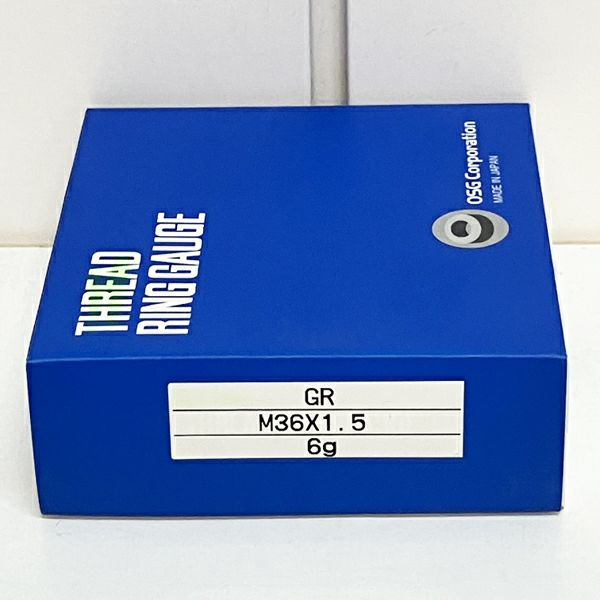 THREAD
RING GAUGE
OSG Corporation
MADE IN JAPAN
GR
M36X1.5
6g